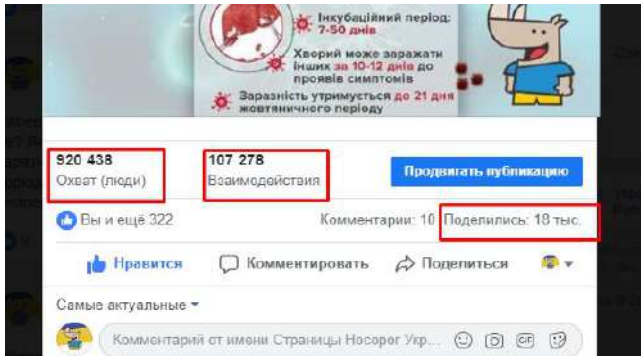 Інкубаційний період:
7-50 днів
Хворий може заражати
інших за 10-12 днів до
проявів симптомів
Заразність утримується до 21 дня
жовтяничного періоду
920 438
107 278
Охват (люди)
Взаимодействия
Продвигать публикацию
Вы и ещё 322
Комментарии: 10
Поделились: 18 тыс.
Нравится
Комментировать
Поделиться
Самые актуальные
Комментарий от имени Страницы Носорог Укр...
GIF